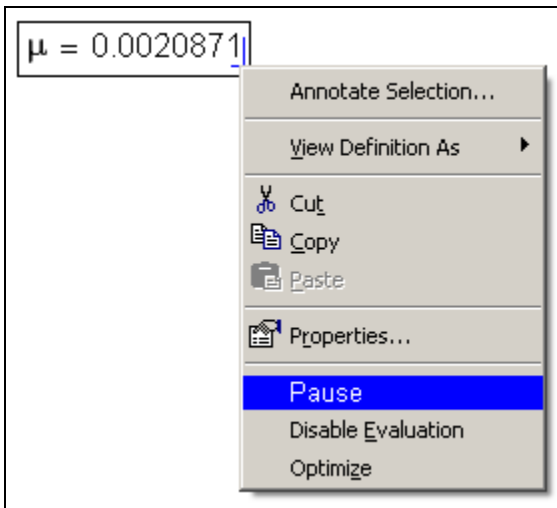 μ = 0.0020871
Annotate Selection...
View Definition As
Cut
Copy
Paste
Properties...
Pause
Disable Evaluation
Optimize